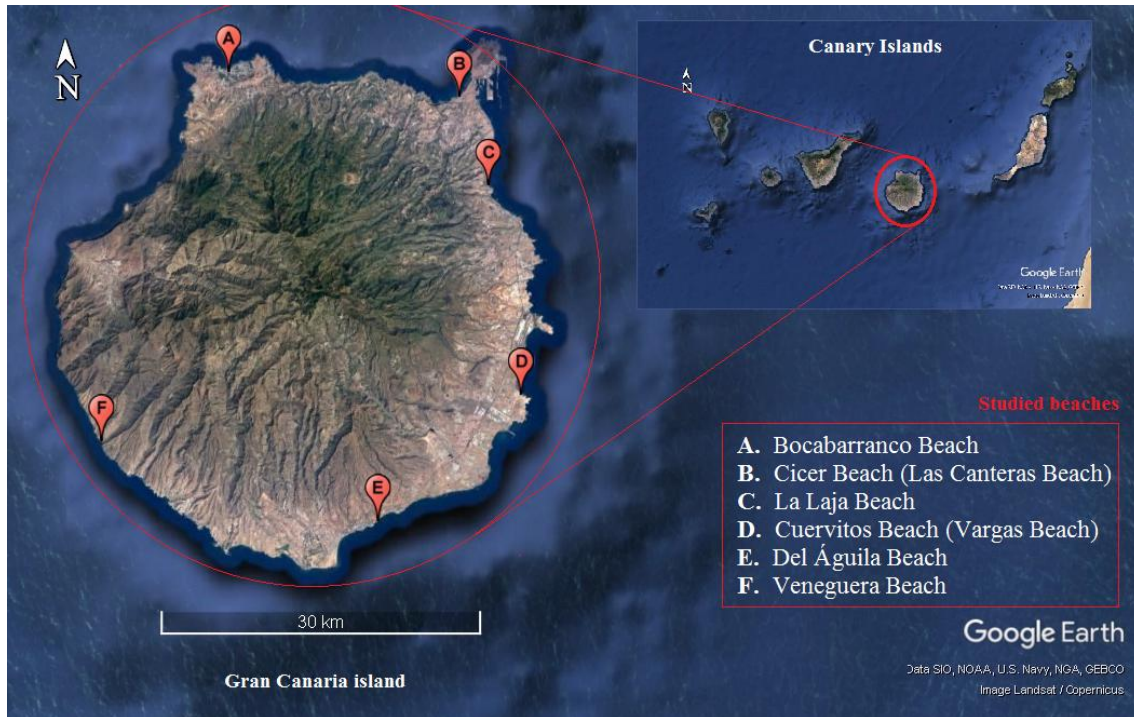 A
B
N
C
D
F
E
30 km
Gran Canaria island
Canary Islands
N
Google Earth
Studied beaches
A. Bocabarranco Beach
B. Cicer Beach (Las Canteras Beach)
C. La Laja Beach
D. Cuervitos Beach (Vargas Beach)
E. Del Águila Beach
F. Veneguera Beach
Google Earth
Data SIO, NOAA, U.S. Navy, NGA, GEBCO
Image Landsat / Copernicus